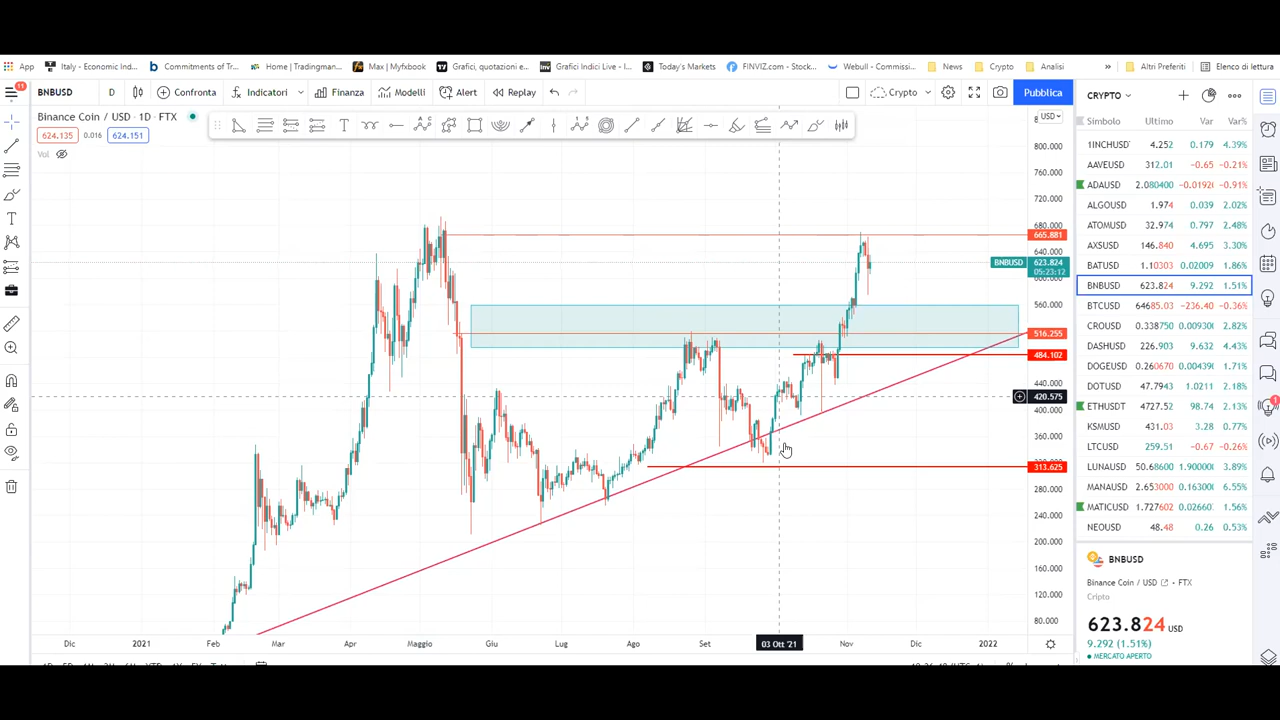 App
Italy - Economic Ind...
Commitments of Tr...
Home | Tradingman...
Max | Myfxbook
Grafici, quotazioni e...
Grafici Indici Live - I...
Today's Markets
FINVIZ.com - Stock...
Webull - Commissi...
News
Crypto
Analisi
»
Altri Preferiti
Elenco di lettura
11
BNBUSD
D
Confronta
Indicatori
Finanza
Modelli
Alert
Replay
Crypto
Pubblica
CRYPTO
Binance Coin / USD · 1D · FTX
624.135 0.016 624.151
Vol
USD
800.000
760.000
720.000
680.000
665.881
640.000
BNBUSD 623.824
05:23:12
600.000
560.000
516.255
484.102
440.000
420.575
400.000
360.000
313.625
280.000
240.000
200.000
160.000
120.000
80.000
Dic 2021 Feb Mar Apr Maggio Giu Lug Ago Set 03 Ott '21 Nov Dic 2022
Simbolo Ultimo Var Var%
1INCHUSD 4.252 0.179 4.39%
AAVEUSD 312.01 -0.65 -0.21%
ADAUSD 2.080400 -0.01920 -0.91%
ALGOUSD 1.974 0.039 2.02%
ATOMUSD 32.974 0.797 2.48%
AXSUSD 146.840 4.695 3.30%
BATUSD 1.10303 0.02009 1.86%
BNBUSD 623.824 9.292 1.51%
BTCUSD 64685.03 -236.40 -0.36%
CROUSD 0.338750 0.009300 2.82%
DASHUSD 226.903 9.632 4.43%
DOGEUSD 0.260670 0.004390 1.71%
DOTUSD 47.7943 1.0211 2.18%
ETHUSDT 4727.52 98.74 2.13%
KSMUSD 431.03 3.28 0.77%
LTCUSD 259.51 -0.67 -0.26%
LUNAUSD 50.68600 1.90000 3.89%
MANAUSD 2.653000 0.16300 6.55%
MATICUSD 1.727602 0.02660 1.56%
NEOUSD 48.48 0.26 0.53%
BNBUSD
Binance Coin / USD · FTX
Cripto
623.824 USD
9.292 (1.51%)
MERCATO APERTO